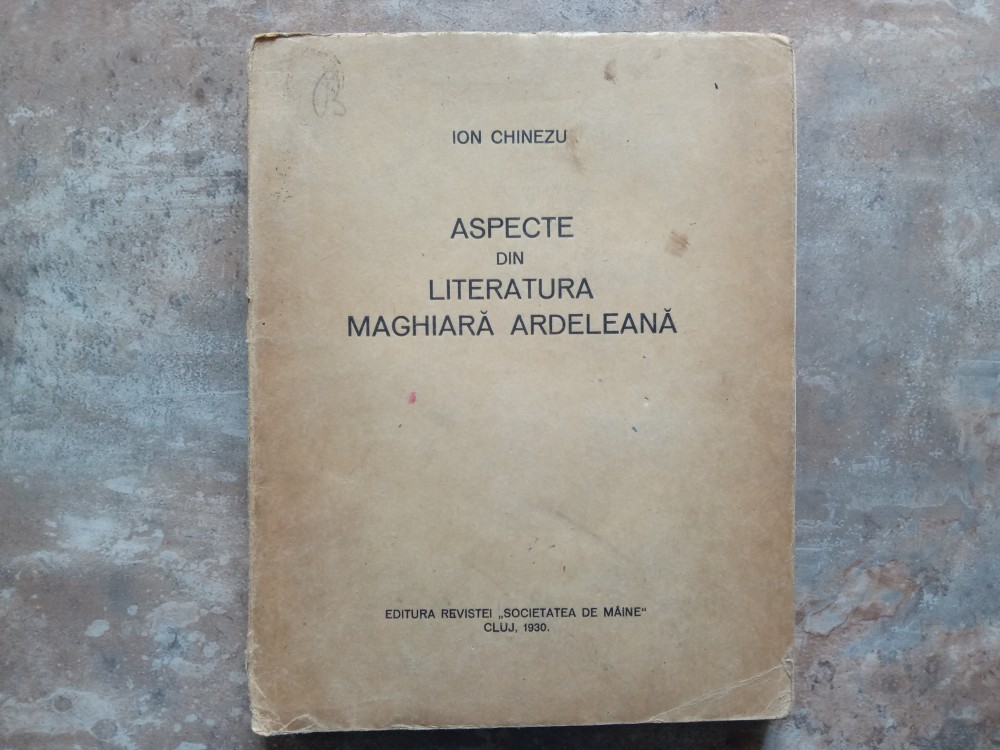 ION CHINEZU
ASPECTE
DIN
LITERATURA
MAGHIARĂ ARDELEANĂ
EDITURA REVISTEI „SOCIETATEA DE MÂINE“
CLUJ, 1930.